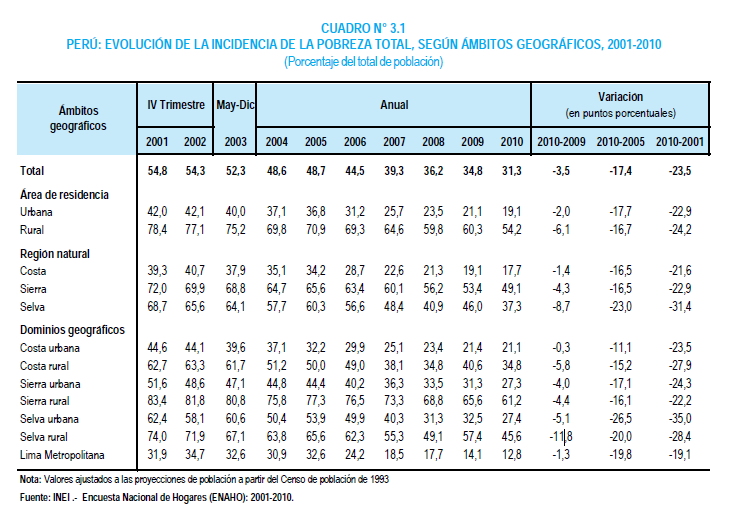 CUADRO N° 3.1
PERÚ: EVOLUCIÓN DE LA INCIDENCIA DE LA POBREZA TOTAL, SEGÚN ÁMBITOS GEOGRÁFICOS, 2001-2010
(Porcentaje del total de población)
Ámbitos geográficos IV Trimestre May-Dic Anual Variación (en puntos porcentuales)
2001 2002 2003 2004 2005 2006 2007 2008 2009 2010 2010-2009 2010-2005 2010-2001
Total 54,8 54,3 52,3 48,6 48,7 44,5 39,3 36,2 34,8 31,3 -3,5 -17,4 -23,5
Área de residencia
Urbana 42,0 42,1 40,0 37,1 36,8 31,2 25,7 23,5 21,1 19,1 -2,0 -17,7 -22,9
Rural 78,4 77,1 75,2 69,8 70,9 69,3 64,6 59,8 60,3 54,2 -6,1 -16,7 -24,2
Región natural
Costa 39,3 40,7 37,9 35,1 34,2 28,7 22,6 21,3 19,1 17,7 -1,4 -16,5 -21,6
Sierra 72,0 69,9 68,8 64,7 65,6 63,4 60,1 56,2 53,4 49,1 -4,3 -16,5 -22,9
Selva 68,7 65,6 64,1 57,7 60,3 56,6 48,4 40,9 46,0 37,3 -8,7 -23,0 -31,4
Dominios geográficos
Costa urbana 44,6 44,1 39,6 37,1 32,2 29,9 25,1 23,4 21,4 21,1 -0,3 -11,1 -23,5
Costa rural 62,7 63,3 61,7 51,2 50,0 49,0 38,1 34,8 40,6 34,8 -5,8 -15,2 -27,9
Sierra urbana 51,6 48,6 47,1 44,8 44,4 40,2 36,3 33,5 31,3 27,3 -4,0 -17,1 -24,3
Sierra rural 83,4 81,8 80,8 75,8 77,3 76,5 73,3 68,8 65,6 61,2 -4,4 -16,1 -22,2
Selva urbana 62,4 58,1 60,6 50,4 53,9 49,9 40,3 31,3 32,5 27,4 -5,1 -26,5 -35,0
Selva rural 74,0 71,9 67,1 63,8 65,6 62,3 55,3 49,1 57,4 45,6 -11,8 -20,0 -28,4
Lima Metropolitana 31,9 34,7 32,6 30,9 32,6 24,2 18,5 17,7 14,1 12,8 -1,3 -19,8 -19,1
Nota: Valores ajustados a las proyecciones de población a partir del Censo de población de 1993
Fuente: INEI .- Encuesta Nacional de Hogares (ENAHO): 2001-2010.